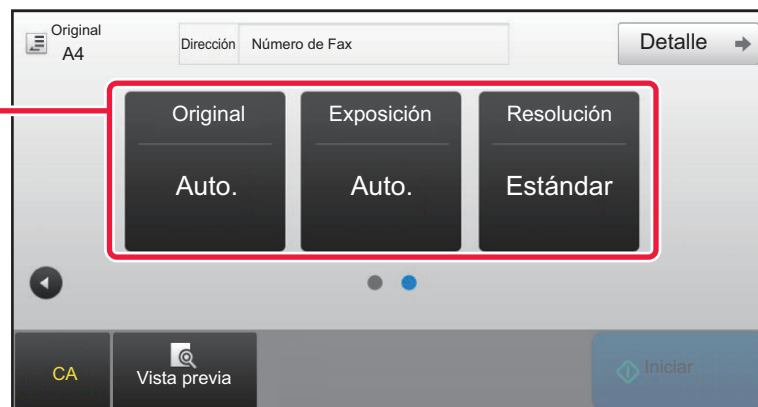 Original
A4
Dirección Número de Fax
Detalle
Original Exposición Resolución
Auto. Auto. Estándar
CA
Vista previa
Iniciar